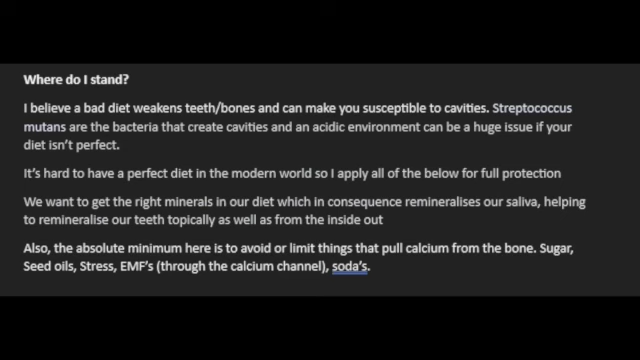 Where do I stand?
I believe a bad diet weakens teeth/bones and can make you susceptible to cavities. Streptococcus
mutans are the bacteria that create cavities and an acidic environment can be a huge issue if your
diet isn't perfect.
It's hard to have a perfect diet in the modern world so I apply all of the below for full protection
We want to get the right minerals in our diet which in consequence remineralises our saliva, helping
to remineralise our teeth topically as well as from the inside out
Also, the absolute minimum here is to avoid or limit things that pull calcium from the bone. Sugar,
Seed oils, Stress, EMF's (through the calcium channel), soda's.